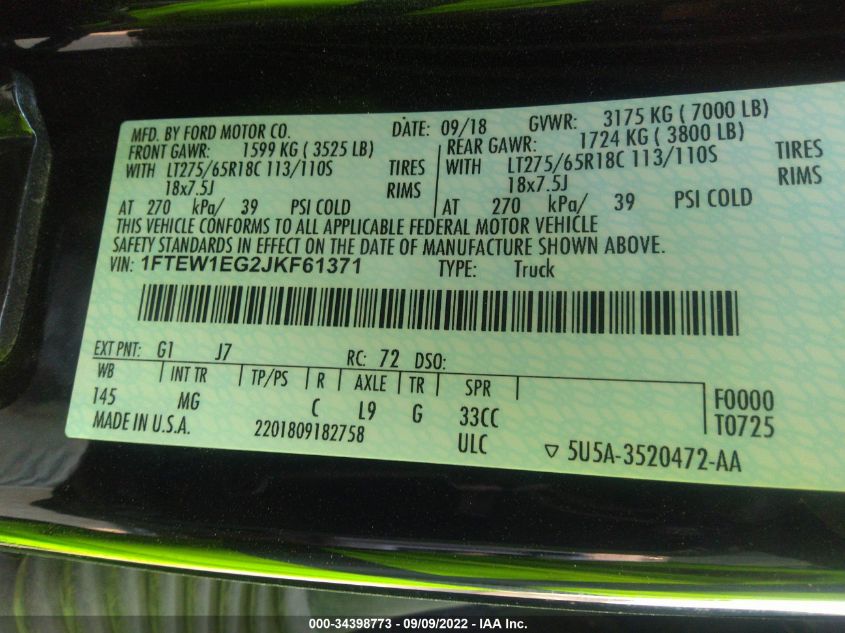 MFD. BY FORD MOTOR CO. DATE: 09/18 GVWR: 3175 KG ( 7000 LB)
FRONT GAWR: 1599 KG ( 3525 LB) REAR GAWR: 1724 KG ( 3800 LB)
WITH LT275/65R18C 113/110S TIRES WITH LT275/65R18C 113/110S TIRES
18x7.5J RIMS 18x7.5J RIMS
AT 270 kPa/ 39 PSI COLD AT 270 kPa/ 39 PSI COLD
THIS VEHICLE CONFORMS TO ALL APPLICABLE FEDERAL MOTOR VEHICLE
SAFETY STANDARDS IN EFFECT ON THE DATE OF MANUFACTURE SHOWN ABOVE.
VIN: 1FTEW1EG2JKF61371 TYPE: Truck
EXT PNT: G1 J7 RC: 72 DSO:
WB INT TR TP/PS R AXLE TR SPR F0000
145 MG C L9 G 33CC T0725
MADE IN U.S.A. 2201809182758 ULC 5U5A-3520472-AA
000-34398773 - 09/09/2022 - IAA Inc.